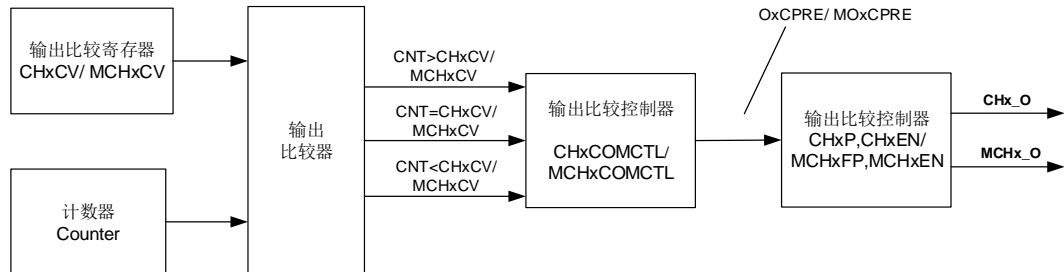 输出比较寄存器
CHxCV/ MCHxCV
计数器
Counter
输出
比较器
CNT>CHxCV/
MCHxCV
CNT=CHxCV/
MCHxCV
CNT<CHxCV/
MCHxCV
输出比较控制器
CHxCOMCTL/
MCHxCOMCTL
OxCPRE/ MOxCPRE
输出比较控制器
CHxP,CHxEN/
MCHxFP,MCHxEN
CHx_O
MCHx_O